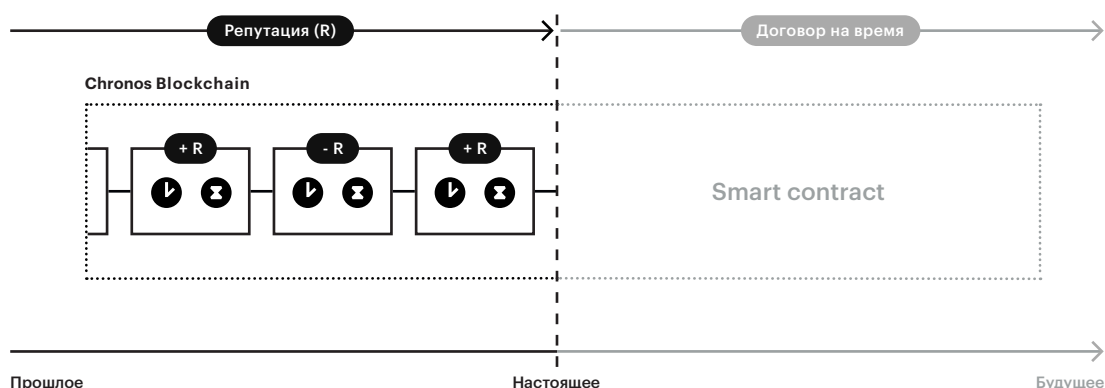 Репутация (R)
Договор на время
Chronos Blockchain
+ R
- R
+ R
Smart contract
Прошлое
Настоящее
Будущее